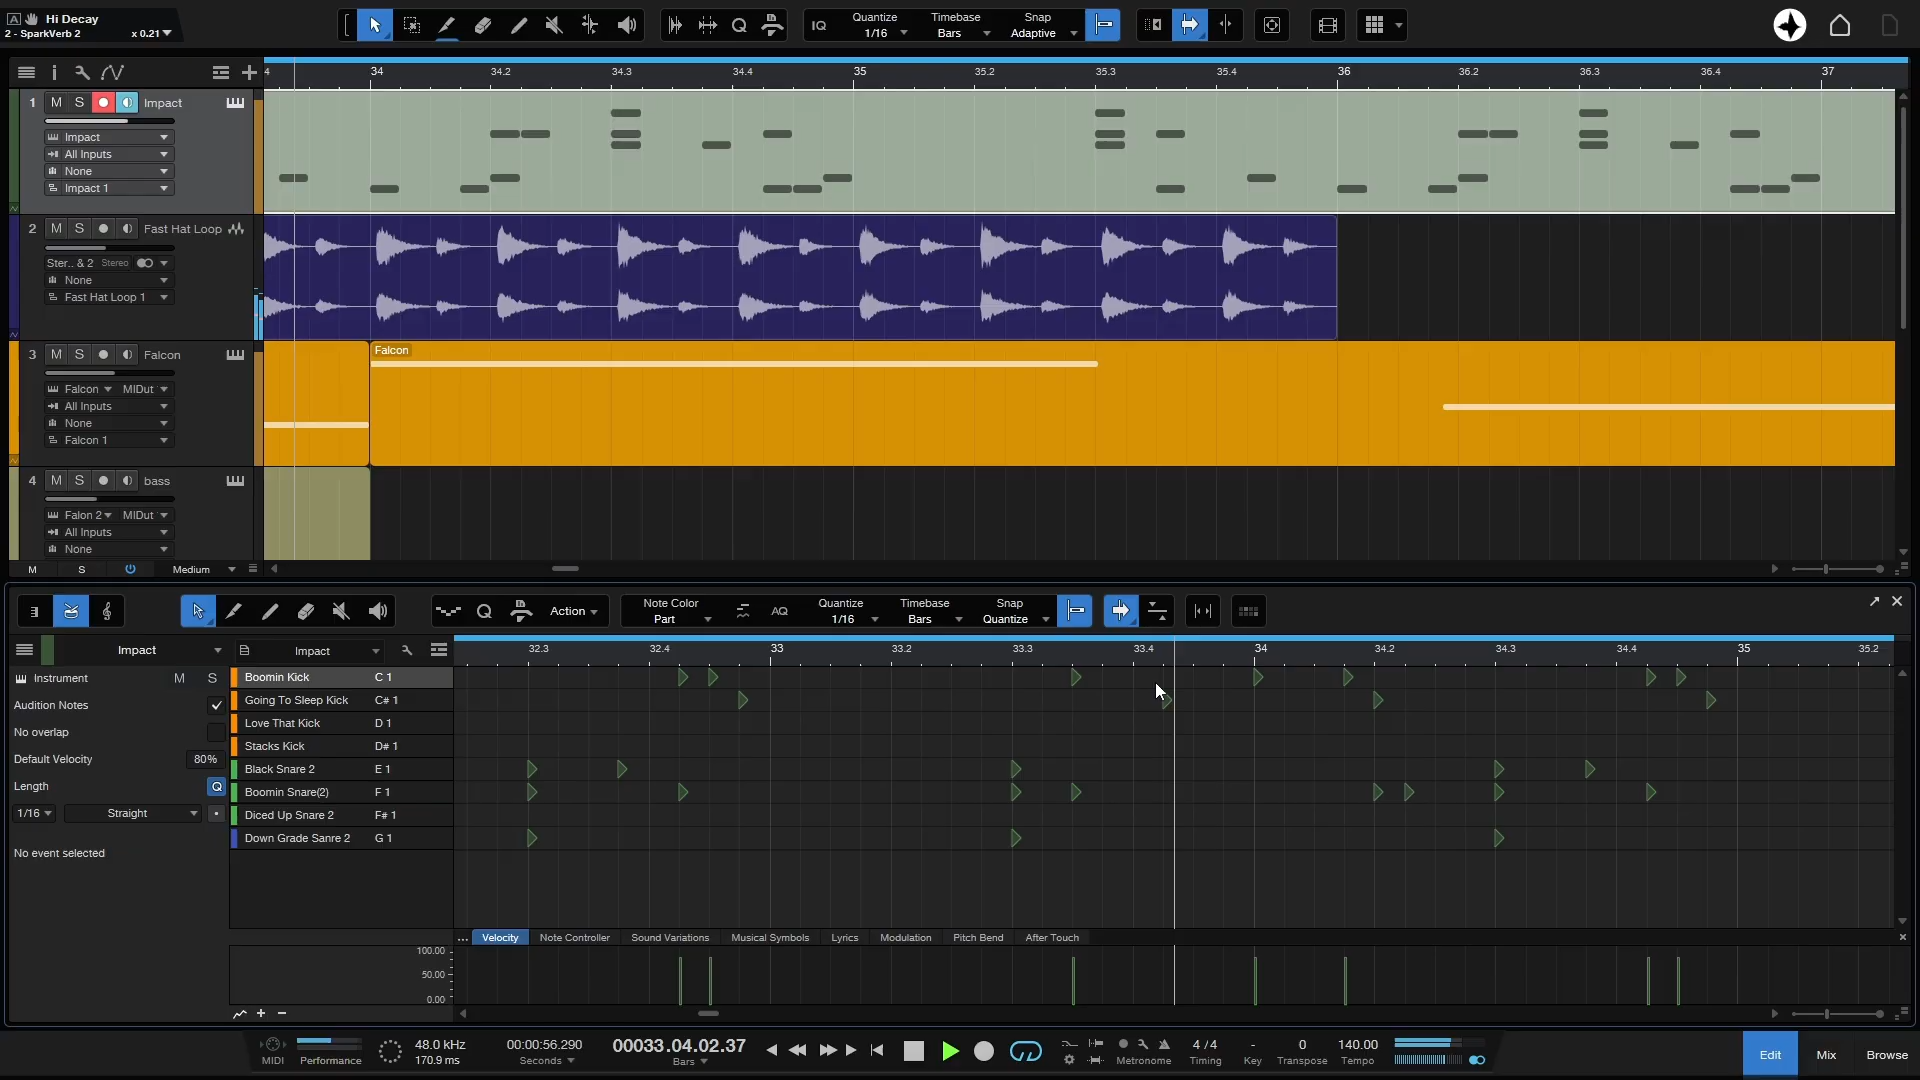 A Hi Decay
2 - SparkVerb 2 x 0.21
IQ Quantize Timebase Snap
1/16 Bars Adaptive
4 34 34.2 34.3 34.4 35 35.2 35.3 35.4 36 36.2 36.3 36.4 37
1 M S Impact
Impact
All Inputs
None
Impact 1
2 M S Fast Hat Loop
Ster.. & 2 Stereo
None
Fast Hat Loop 1
3 M S Falcon
Falcon MIDut
All Inputs
None
Falcon 1
Falcon
4 M S bass
Falon 2 MIDut
All Inputs
None
M S Medium
Q Action Note Color AQ Quantize Timebase Snap
Part 1/16 Bars Quantize
Impact Impact 32.3 32.4 33 33.2 33.3 33.4 34 34.2 34.3 34.4 35 35.2
Instrument M S
Audition Notes
No overlap
Default Velocity 80%
Length Q
1/16 Straight
No event selected
Boomin Kick C 1
Going To Sleep Kick C# 1
Love That Kick D 1
Stacks Kick D# 1
Black Snare 2 E 1
Boomin Snare(2) F 1
Diced Up Snare 2 F# 1
Down Grade Sanre 2 G 1
... Velocity Note Controller Sound Variations Musical Symbols Lyrics Modulation Pitch Bend After Touch
100.00
50.00
0.00
MIDI Performance 48.0 kHz
170.9 ms
00:00:56.290
Seconds
00033.04.02.37
Bars
Metronome
4 / 4
Timing
-
Key
0
Transpose
140.00
Tempo
Edit Mix Browse